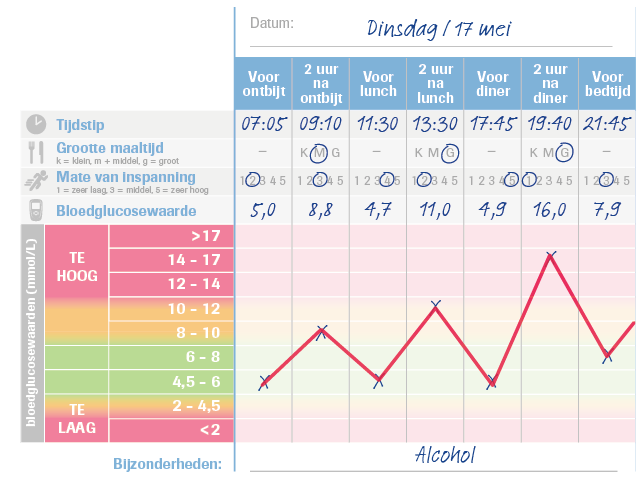 Datum: Dinsdag / 17 mei
Voor ontbijt 2 uur na ontbijt Voor lunch 2 uur na lunch Voor diner 2 uur na diner Voor bedtijd
Tijdstip 07:05 09:10 11:30 13:30 17:45 19:40 21:45
Grootte maaltijd – K M G – K M G – K M G –
k = klein, m + middel, g = groot
Mate van inspanning 1 2 3 4 5 1 2 3 4 5 1 2 3 4 5 1 2 3 4 5 1 2 3 4 5 1 2 3 4 5 1 2 3 4 5
1 = zeer laag, 3 = middel, 5 = zeer hoog
Bloedglucosewaarde 5,0 8,8 4,7 11,0 4,9 16,0 7,9
bloedglucosewaarden (mmol/L)
TE HOOG
>17
14 – 17
12 – 14
10 – 12
8 – 10
6 – 8
4,5 – 6
TE LAAG
2 – 4,5
<2
Bijzonderheden: Alcohol